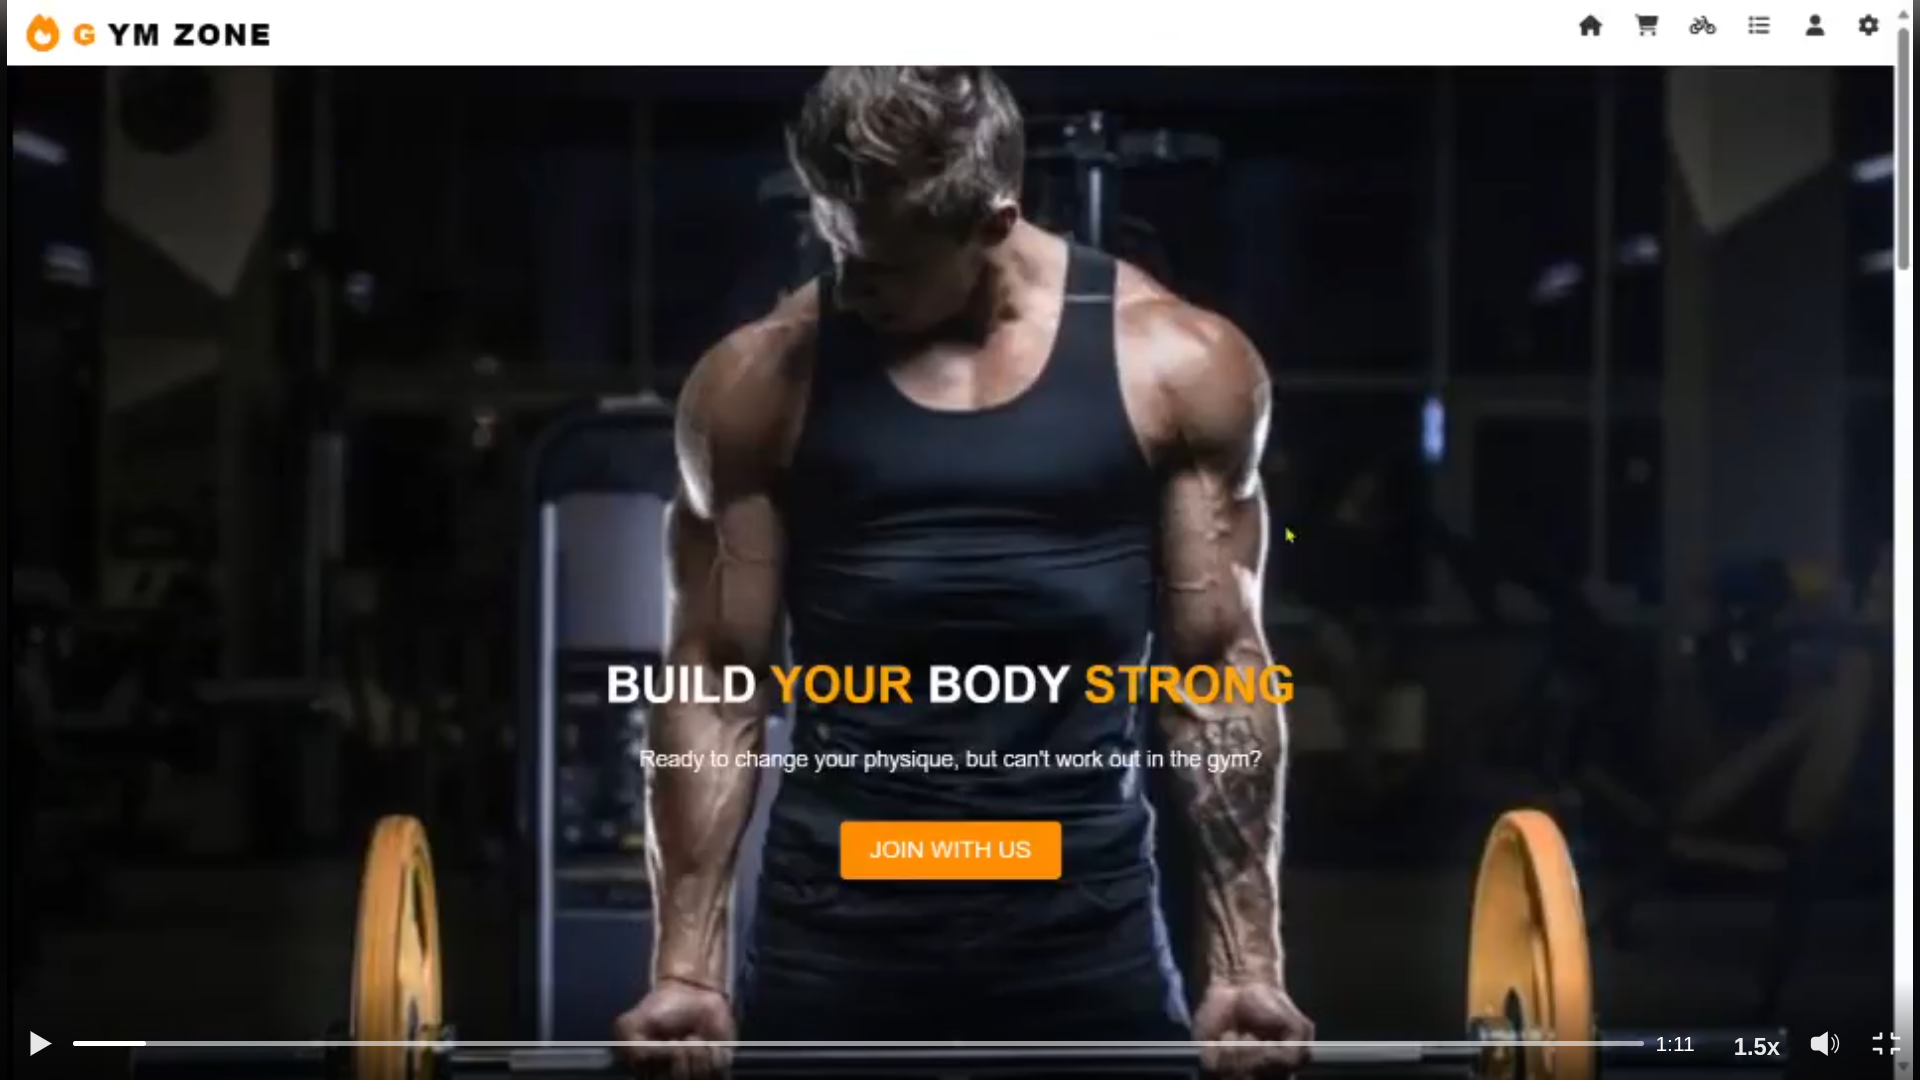 G YM ZONE
BUILD YOUR BODY STRONG
Ready to change your physique, but can't work out in the gym?
JOIN WITH US
1:11
1.5x